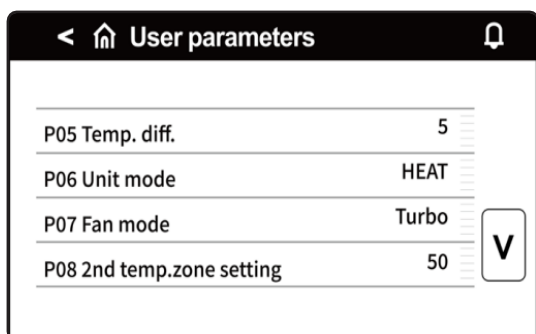 < User parameters
P05 Temp. diff. 5
P06 Unit mode HEAT
P07 Fan mode Turbo
P08 2nd temp.zone setting 50
V